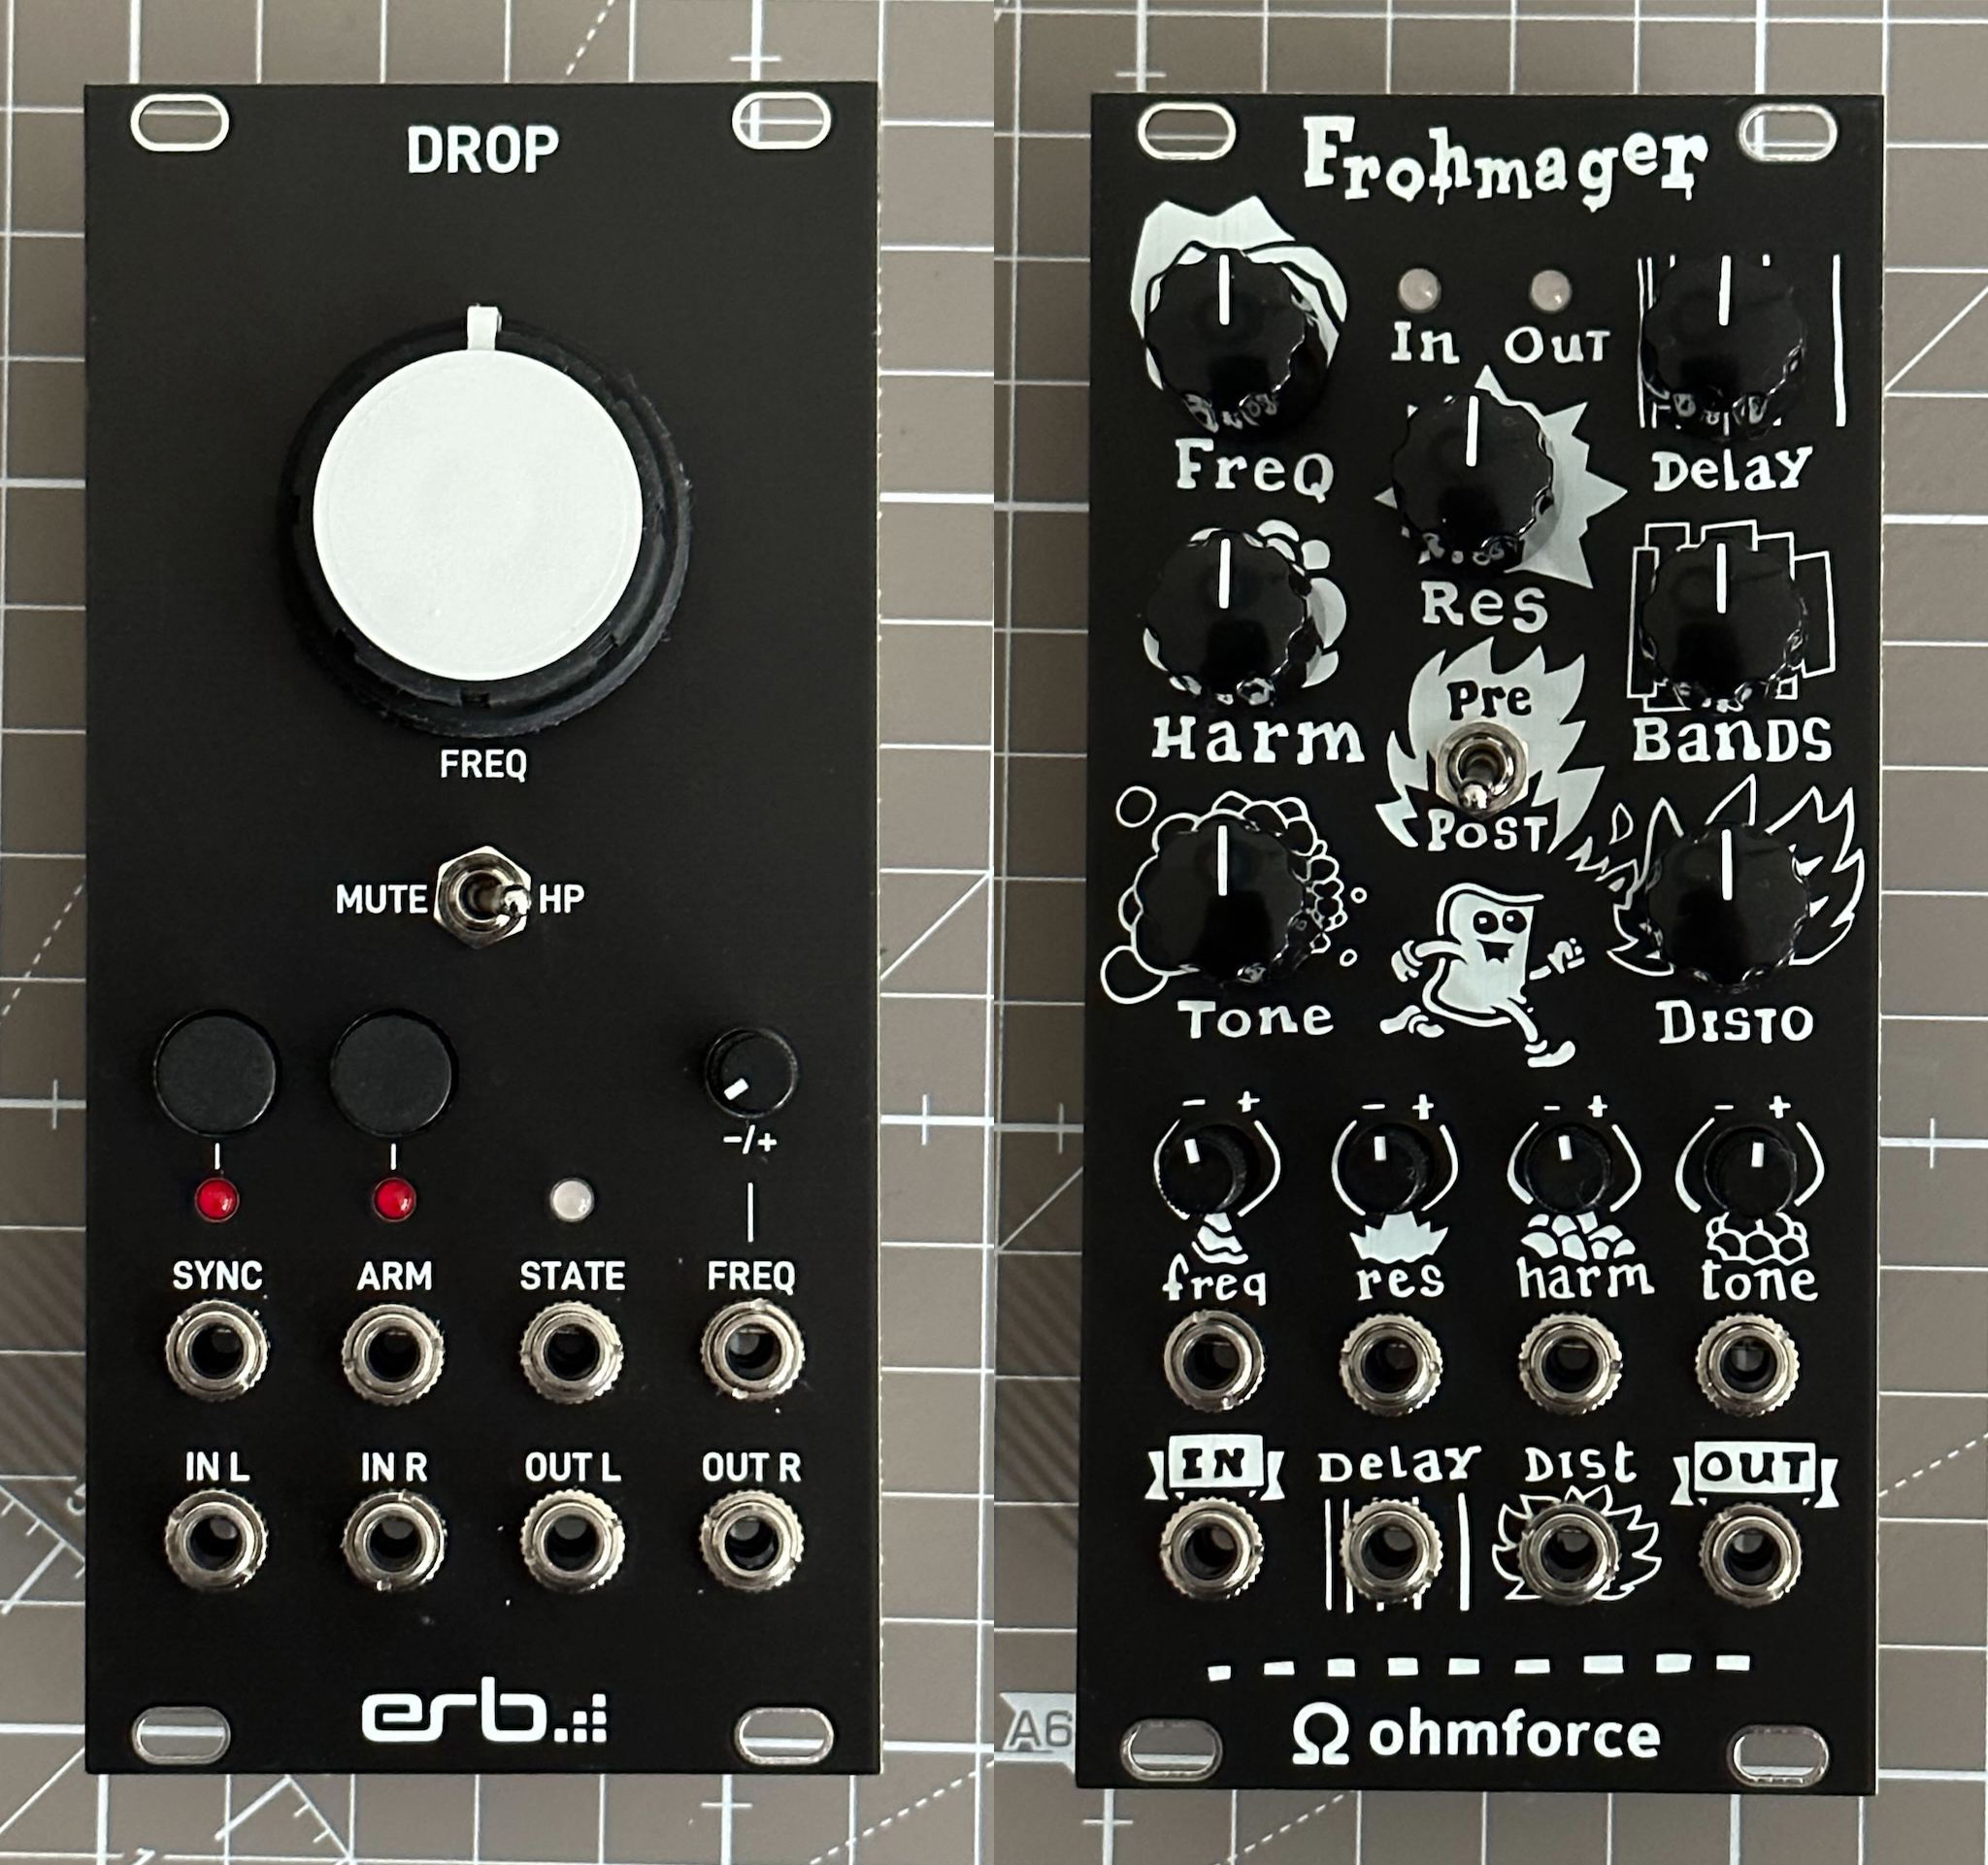 DROP
FREQ
MUTE HP
-/+
SYNC ARM STATE FREQ
IN L IN R OUT L OUT R
erb
Frohmager
In Out
FreQ Delay
Res
Harm Pre BanDS
PosT
Tone DisTo
- + - + - + - +
freq res harm tone
IN Delay Dist OUT
Ω ohmforce
A6